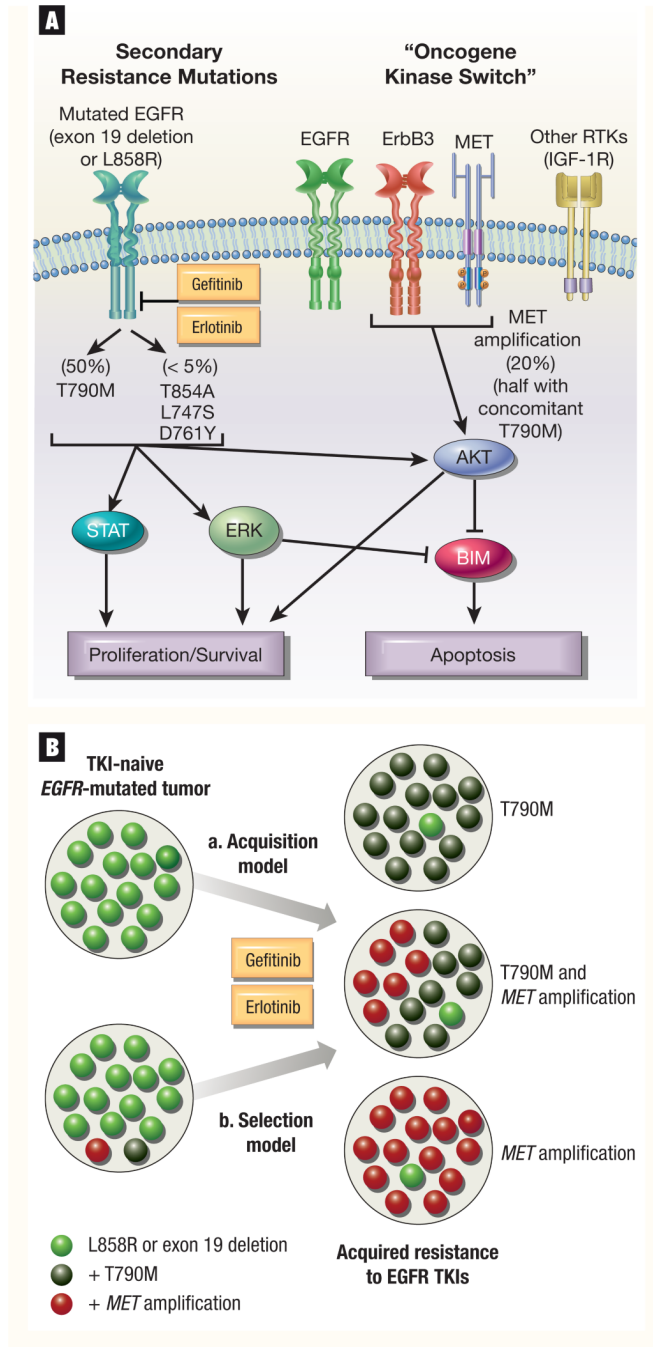 A
Secondary
Resistance Mutations
"Oncogene
Kinase Switch"
Mutated EGFR
(exon 19 deletion
or L858R)
EGFR
ErbB3
MET
Other RTKs
(IGF-1R)
Gefitinib
Erlotinib
(50%)
T790M
(< 5%)
T854A
L747S
D761Y
MET
amplification
(20%)
(half with
concomitant
T790M)
AKT
STAT
ERK
BIM
Proliferation/Survival
Apoptosis
B
TKI-naive
EGFR-mutated tumor
a. Acquisition
model
T790M
Gefitinib
Erlotinib
T790M and
MET amplification
b. Selection
model
MET amplification
L858R or exon 19 deletion
+ T790M
+ MET amplification
Acquired resistance
to EGFR TKIs